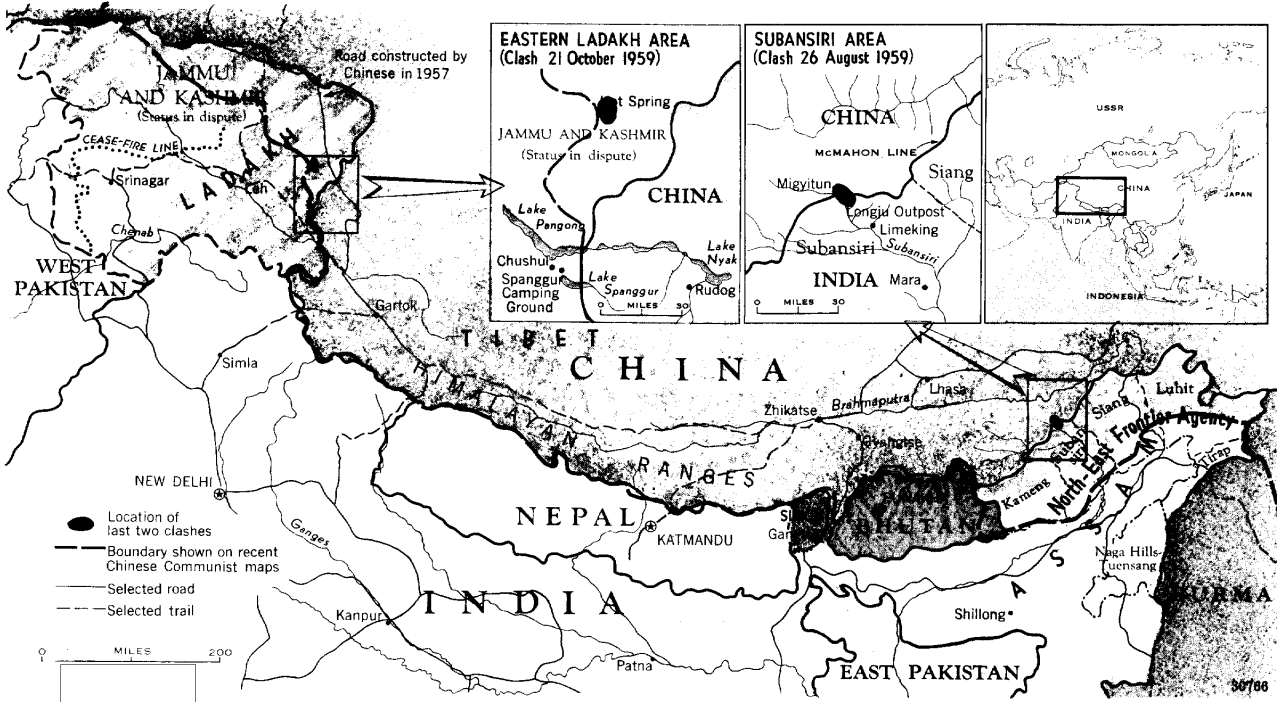 Road constructed by
Chinese in 1957
JAMMU
AND KASHMIR
(Status in dispute)
CEASE-FIRE LINE
Srinagar
LADAKH
Leh
Chenab
WEST
PAKISTAN
Gartok
Simla
TIBET
CHINA
HIMALAYAN
RANGES
Zhikatse
Brahmaputra
Lhasa
Gyangtse
NEW DELHI
NEPAL
KATMANDU
BHUTAN
Kameng
Siang
Luhit
North-East Frontier Agency
Tirap
ASSAM
Naga Hills-
Tuensang
BURMA
Ganges
Kanpur
INDIA
Patna
Shillong
EAST PAKISTAN
EASTERN LADAKH AREA
(Clash 21 October 1959)
Hot Spring
JAMMU AND KASHMIR
(Status in dispute)
CHINA
Lake
Pangong
Lake
Nyak
Chushul
Spanggur
Camping
Ground
Lake
Spanggur
Rudog
0 MILES 30
SUBANSIRI AREA
(Clash 26 August 1959)
CHINA
McMAHON LINE
Siang
Migyitun
Longju Outpost
Limeking
Subansiri
Subansiri
INDIA
Mara
0 MILES 30
USSR
MONGOLIA
CHINA
JAPAN
INDIA
INDONESIA
Location of
last two clashes
Boundary shown on recent
Chinese Communist maps
Selected road
Selected trail
0 MILES 200
30766